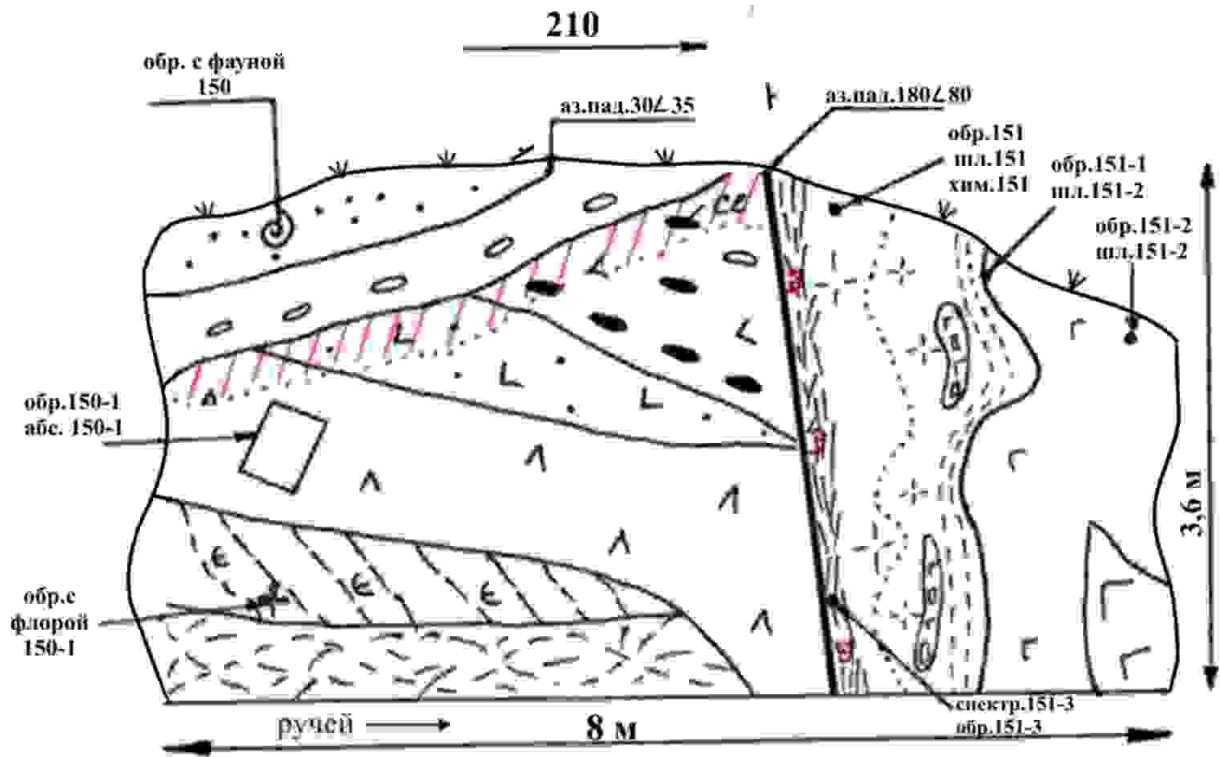 210
обр. с фауной
150
аз.пад.30∠35
аз.пад.180∠80
обр.151
шл.151
хим.151
обр.151-1
шл.151-2
обр.151-2
шл.151-2
обр.150-1
абс. 150-1
3,6 м
обр.с
флорой
150-1
спектр.151-3
обр.151-3
ручей
8 м